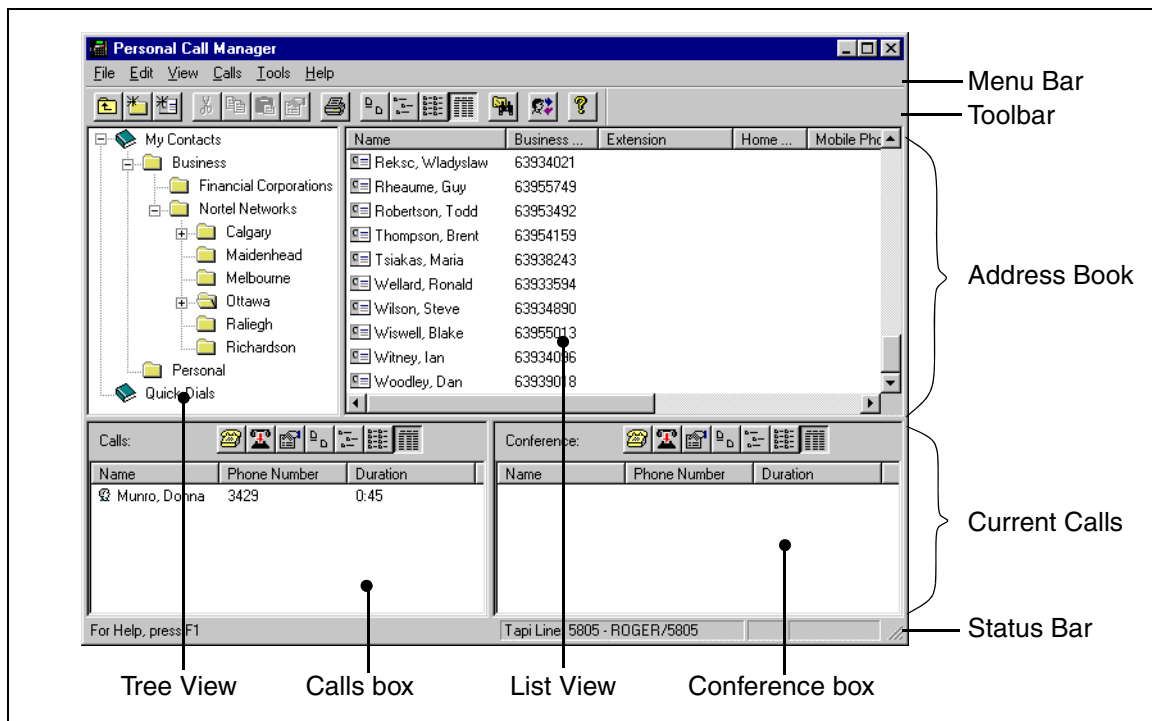 Personal Call Manager
File Edit View Calls Tools Help
Menu Bar
Toolbar
My Contacts
Business
Financial Corporations
Nortel Networks
Calgary
Maidenhead
Melbourne
Ottawa
Raliegh
Richardson
Personal
Quick Dials
Name Business ... Extension Home ... Mobile Phc
Reksc, Wladyslaw 63934021
Rheaume, Guy 63955749
Robertson, Todd 63953492
Thompson, Brent 63954159
Tsiakas, Maria 63938243
Wellard, Ronald 63933594
Wilson, Steve 63934890
Wiswell, Blake 63955013
Witney, Ian 63934096
Woodley, Dan 63939018
Address Book
Calls:
Name Phone Number Duration
Munro, Donna 3429 0:45
Conference:
Name Phone Number Duration
Current Calls
For Help, press F1
Tapi Line: 5805 - ROGER/5805
Status Bar
Tree View
Calls box
List View
Conference box